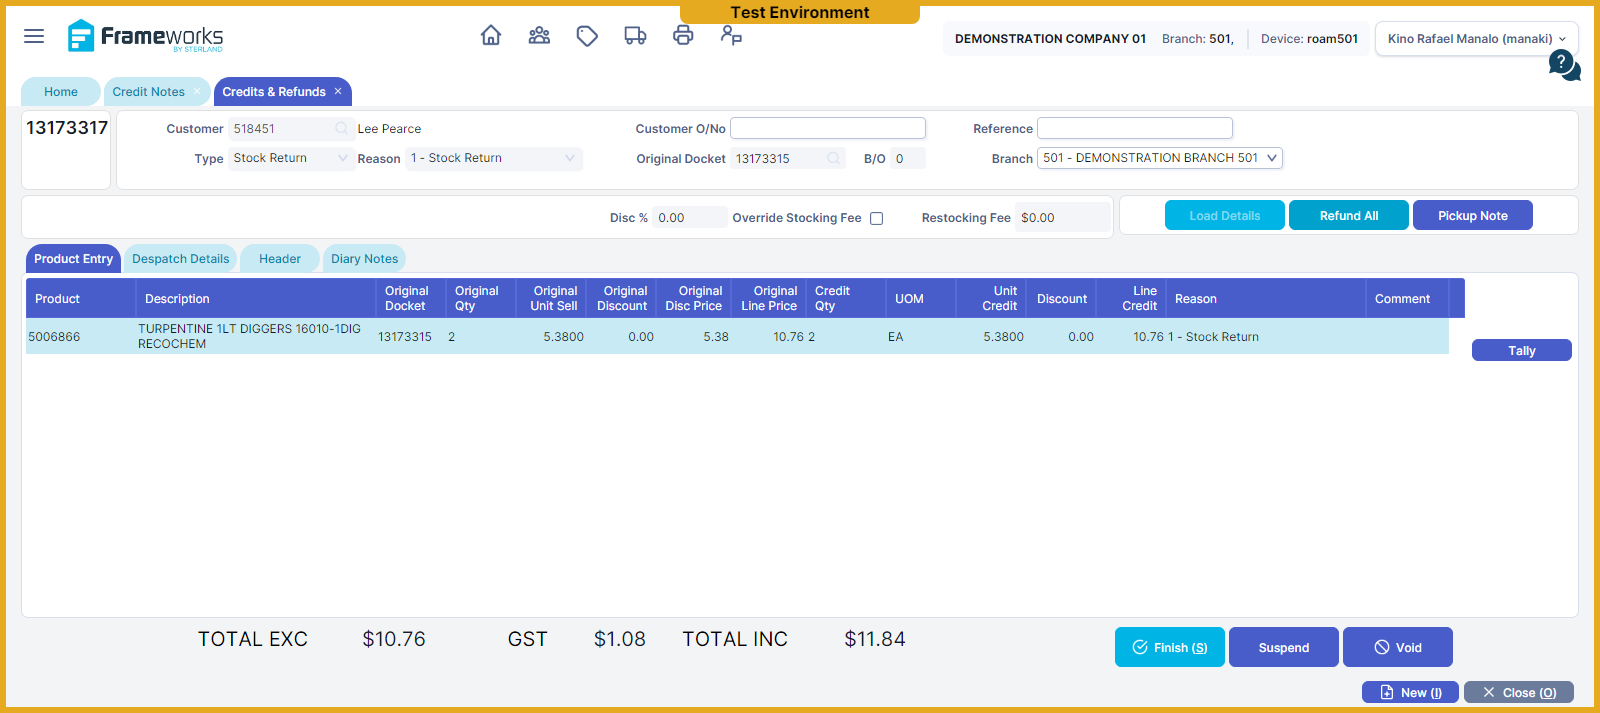 Test Environment
Frameworks
BY STERLAND
DEMONSTRATION COMPANY 01 Branch: 501, Device: roam501 Kino Rafael Manalo (manaki)
?
Home Credit Notes × Credits & Refunds ×
13173317
Customer 518451 Lee Pearce Customer O/No Reference
Type Stock Return Reason 1 - Stock Return Original Docket 13173315 B/O 0 Branch 501 - DEMONSTRATION BRANCH 501
Disc % 0.00 Override Stocking Fee Restocking Fee $0.00 Load Details Refund All Pickup Note
Product Entry Despatch Details Header Diary Notes
Product Description Original Docket Original Qty Original Unit Sell Original Discount Original Disc Price Original Line Price Credit Qty UOM Unit Credit Discount Line Credit Reason Comment
5006866 TURPENTINE 1LT DIGGERS 16010-1DIG RECOCHEM 13173315 2 5.3800 0.00 5.38 10.76 2 EA 5.3800 0.00 10.76 1 - Stock Return
Tally
TOTAL EXC $10.76 GST $1.08 TOTAL INC $11.84
Finish (S) Suspend Void
New (I) Close (O)